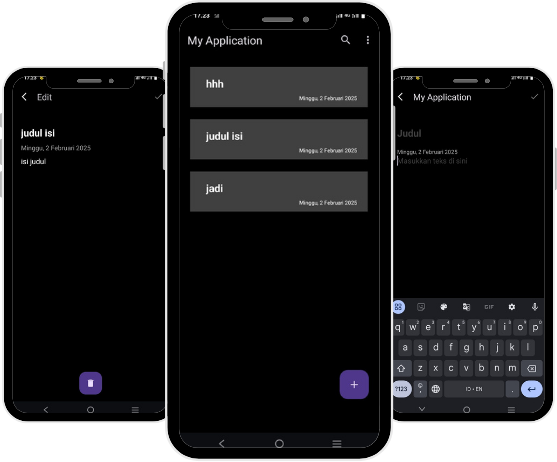 17.23
Edit
judul isi
Minggu, 2 Februari 2025
isi judul
17.23
My Application
hhh
Minggu, 2 Februari 2025
judul isi
Minggu, 2 Februari 2025
jadi
Minggu, 2 Februari 2025
+
17.23
My Application
Judul
Minggu, 2 Februari 2025
Masukkan teks di sini
GIF
q w e r t y u i o p
a s d f g h j k l
z x c v b n m
?123 ID • EN .